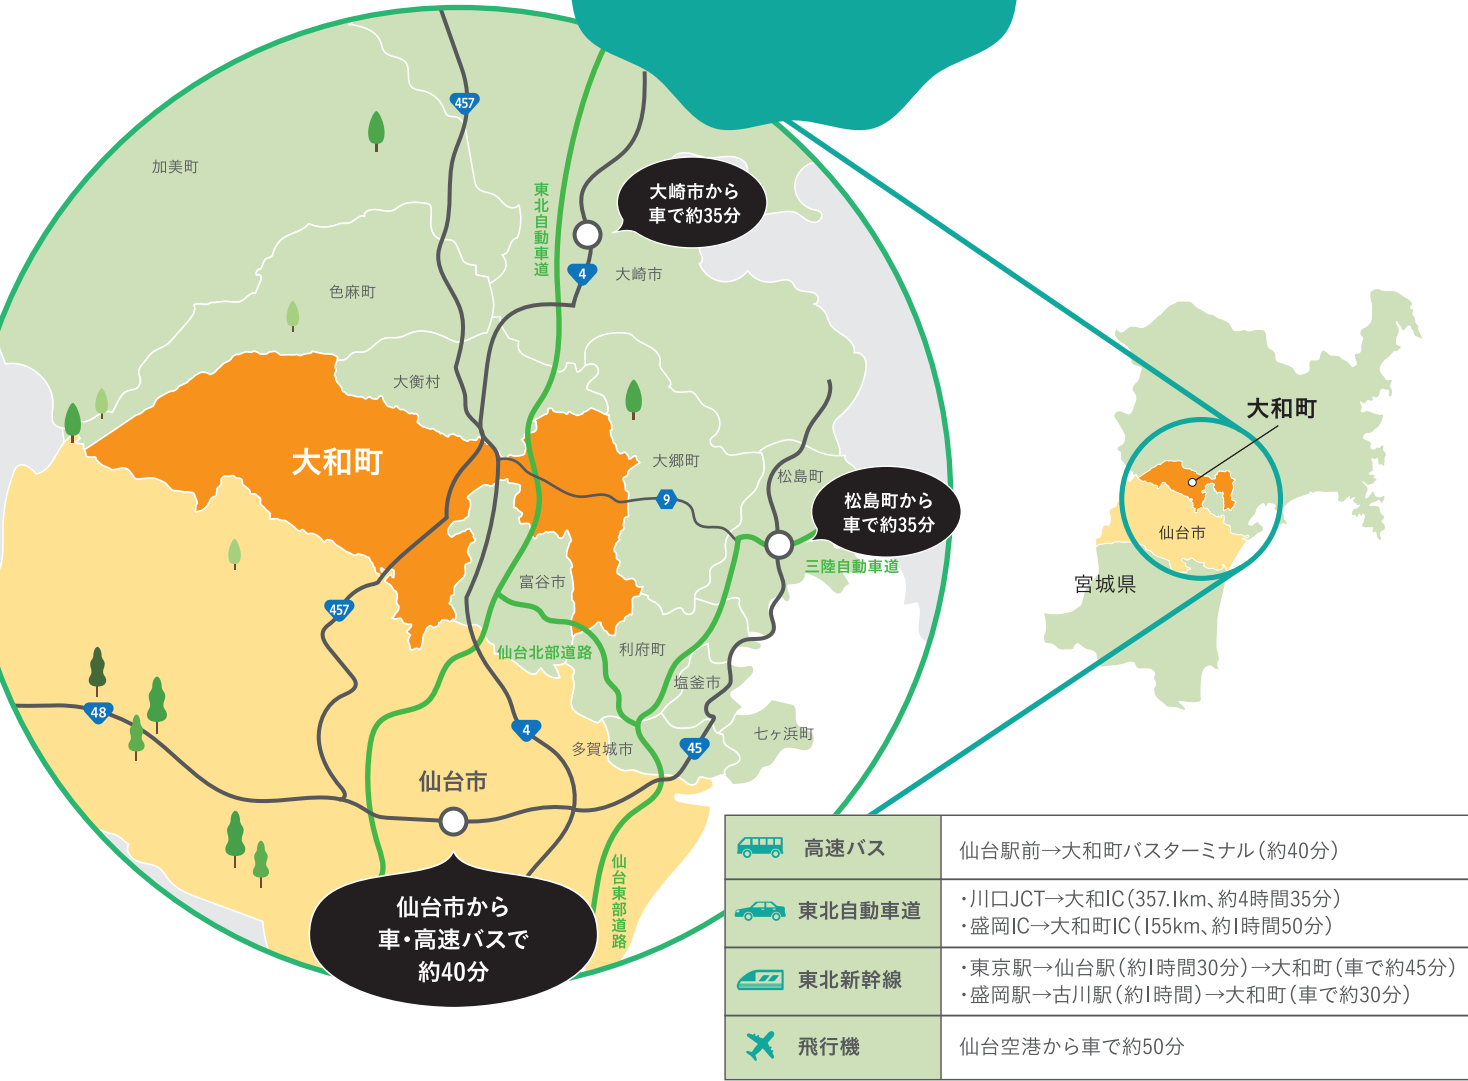 457
加美町
東北自動車道
大崎市から
車で約35分
4
大崎市
色麻町
大衡村
大和町
大郷町
松島町
9
松島町から
車で約35分
三陸自動車道
富谷市
457
仙台北部道路
利府町
塩釜市
48
4
45
七ヶ浜町
多賀城市
仙台市
仙台東部道路
仙台市から
車・高速バスで
約40分
大和町
仙台市
宮城県
高速バス
仙台駅前→大和町バスターミナル(約40分)
東北自動車道
・川口JCT→大和IC(357.1km、約4時間35分)
・盛岡IC→大和町IC(155km、約1時間50分)
東北新幹線
・東京駅→仙台駅(約1時間30分)→大和町(車で約45分)
・盛岡駅→古川駅(約1時間)→大和町(車で約30分)
飛行機
仙台空港から車で約50分